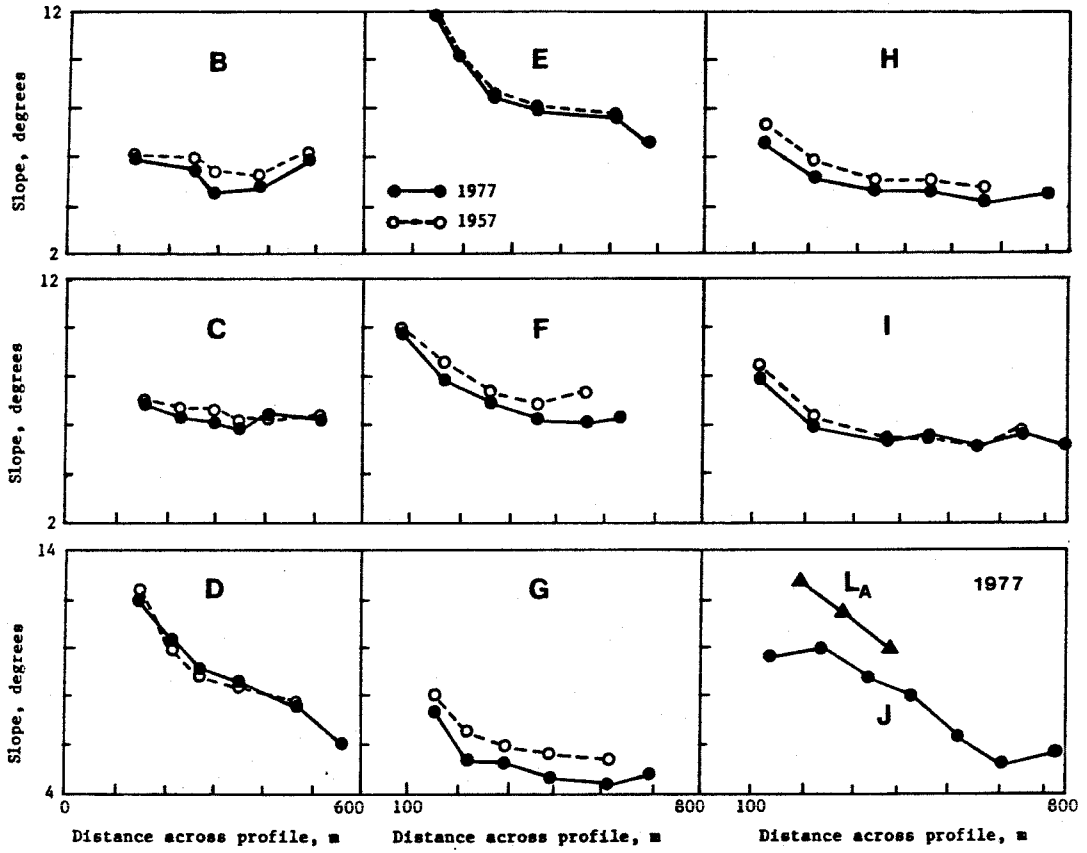 12
B
E
H
Slope, degrees
1977
1957
2
12
C
F
I
Slope, degrees
2
14
D
G
LA
1977
J
Slope, degrees
4
0 600 100 800 100 800
Distance across profile, m Distance across profile, m Distance across profile, m